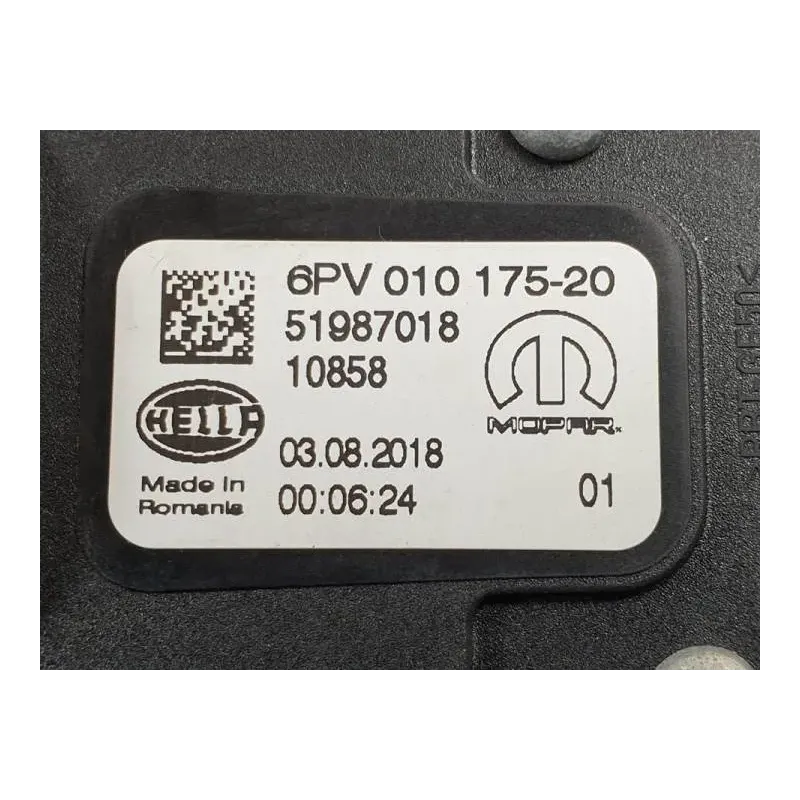 6PV 010 175-20
51987018
10858
HELLA
MOPAR
03.08.2018
Made in
Romania
00:06:24
01